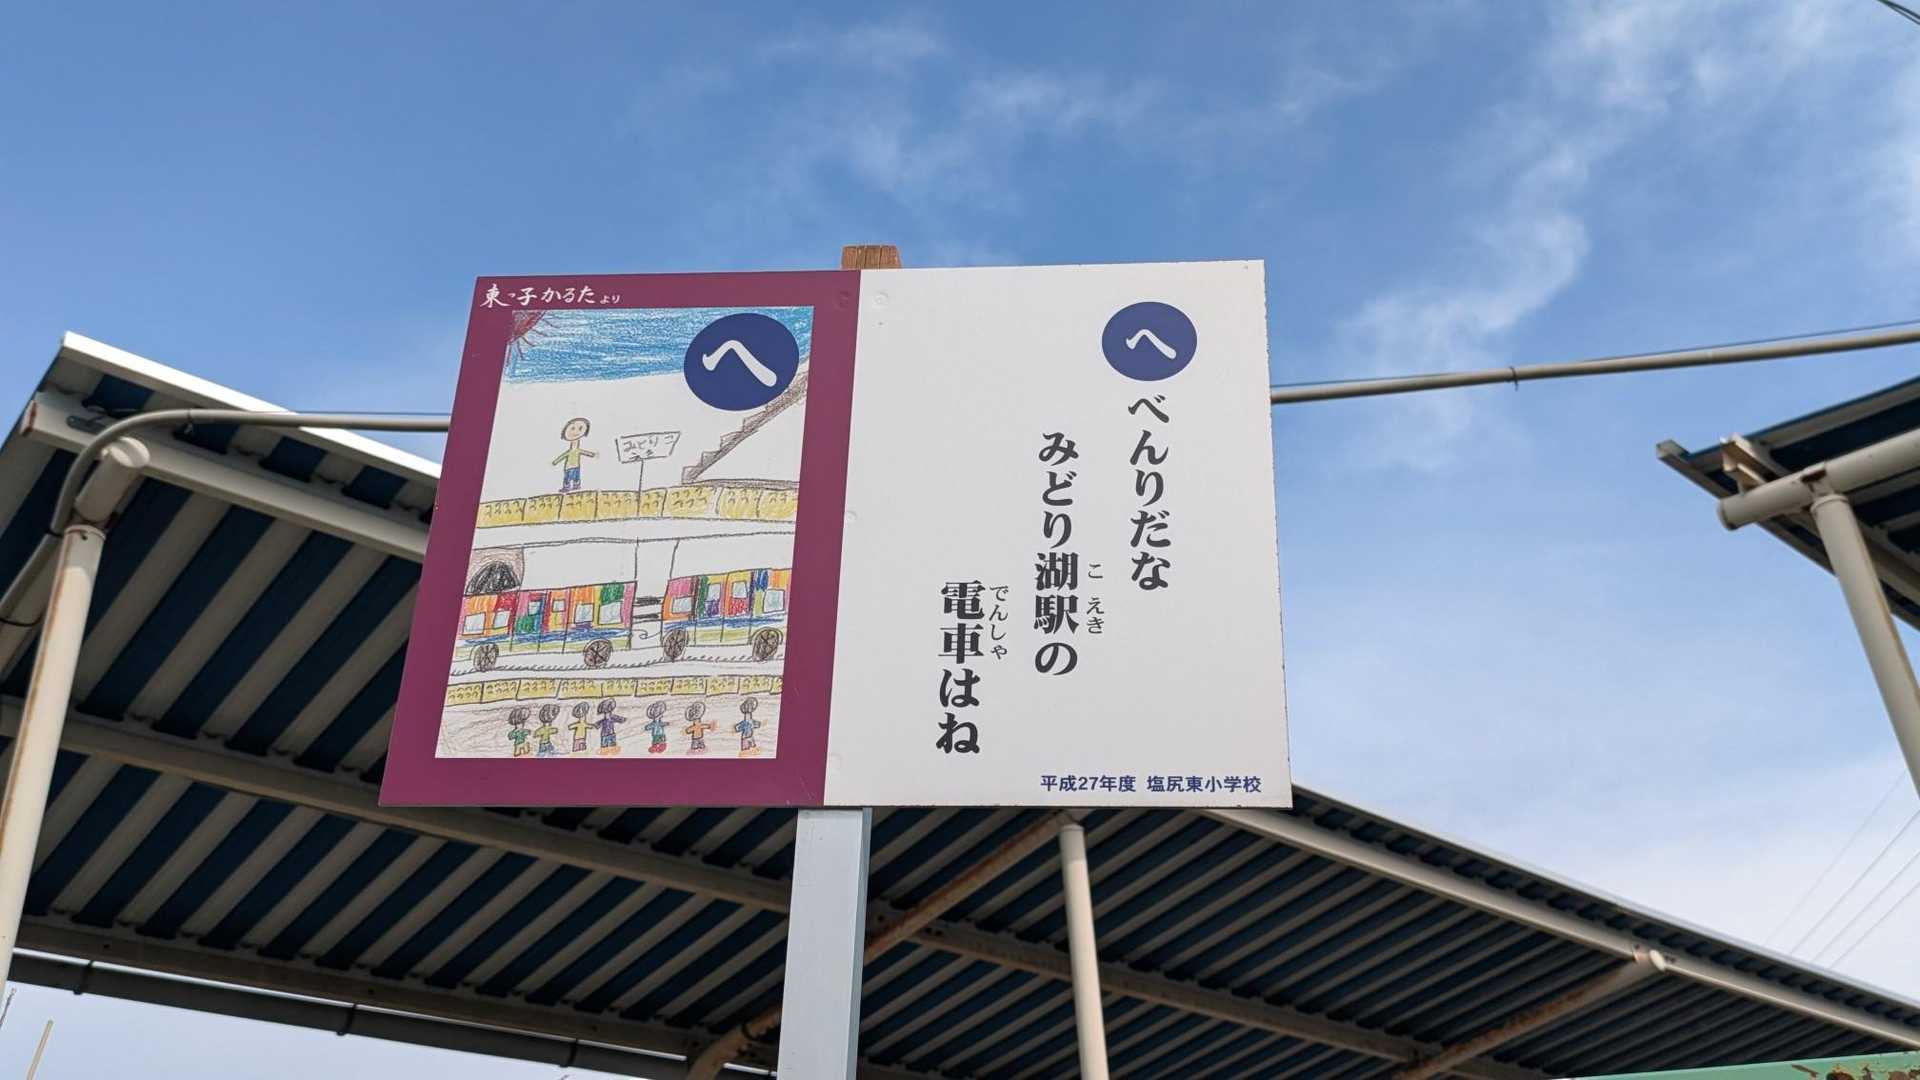 東っ子かるたより
へ
みどりこ
へ
べんりだな
みどり湖駅の
こ えき
電車はね
でんしゃ
平成27年度 塩尻東小学校